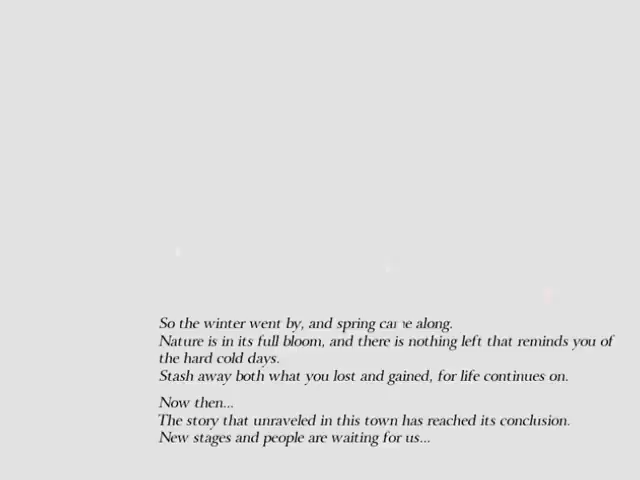 So the winter went by, and spring came along.
Nature is in its full bloom, and there is nothing left that reminds you of
the hard cold days.
Stash away both what you lost and gained, for life continues on.
Now then...
The story that unraveled in this town has reached its conclusion.
New stages and people are waiting for us...